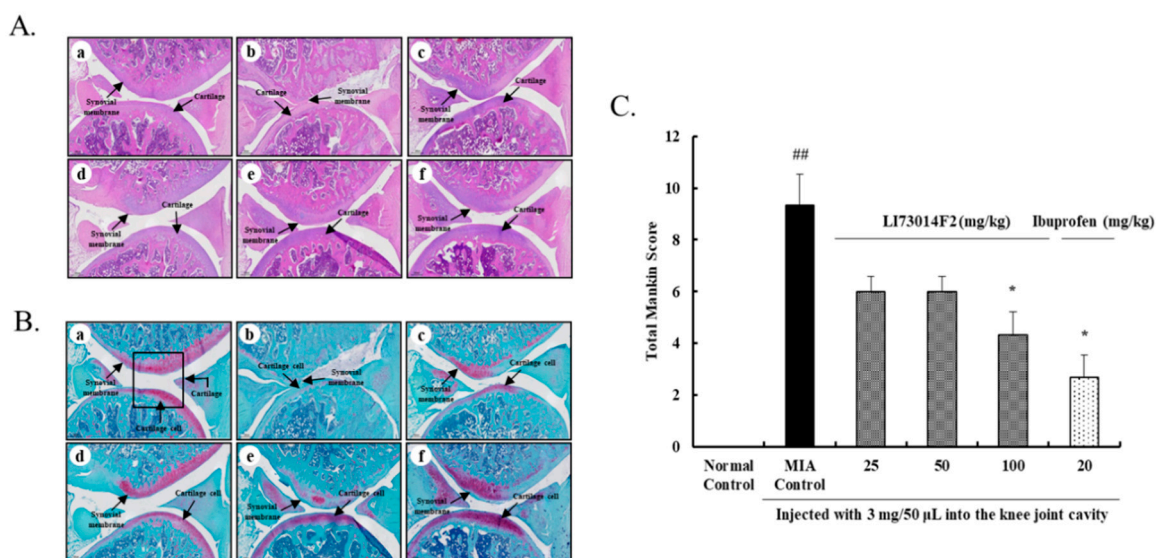 A.
a
Synovial
membrane
Cartilage
b
Cartilage
Synovial
membrane
c
Cartilage
Synovial
membrane
d
Cartilage
Synovial
membrane
e
Cartilage
Synovial
membrane
f
Cartilage
Synovial
membrane
B.
a
Synovial
membrane
Cartilage
Cartilage cell
b
Cartilage cell
Synovial
membrane
c
Cartilage cell
Synovial
membrane
d
Cartilage cell
Synovial
membrane
e
Cartilage cell
Synovial
membrane
f
Cartilage cell
Synovial
membrane
C.
Total Mankin Score
12
10
8
6
4
2
0
##
LI73014F2 (mg/kg)
Ibuprofen (mg/kg)
*
*
Normal
Control
MIA
Control
25
50
100
20
Injected with 3 mg/50 μL into the knee joint cavity